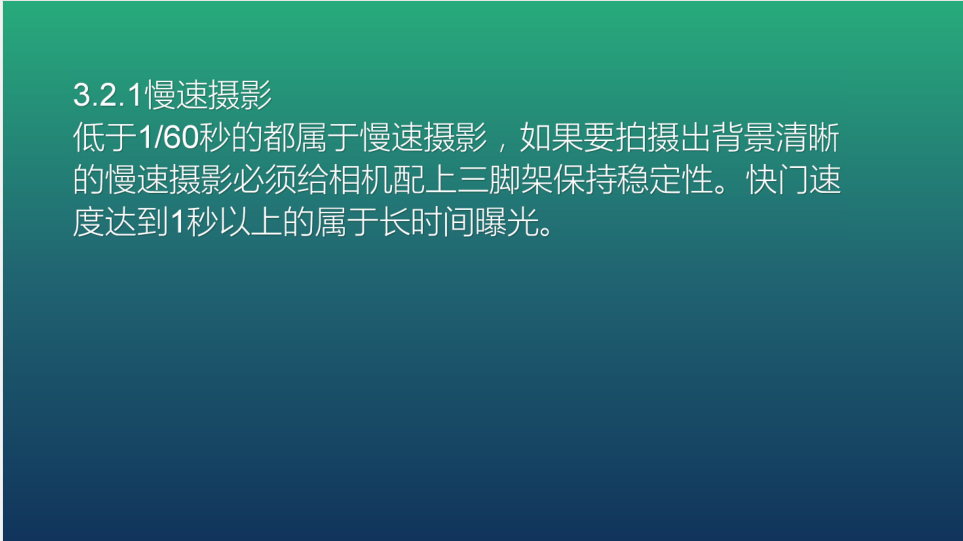 3.2.1慢速摄影
低于1/60秒的都属于慢速摄影，如果要拍摄出背景清晰
的慢速摄影必须给相机配上三脚架保持稳定性。快门速
度达到1秒以上的属于长时间曝光。